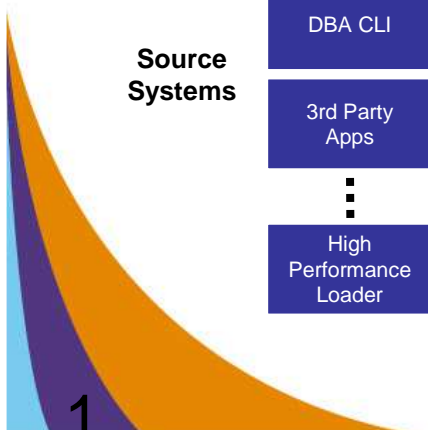 DBA CLI
Source
Systems
3rd Party
Apps
High
Performance
Loader
1